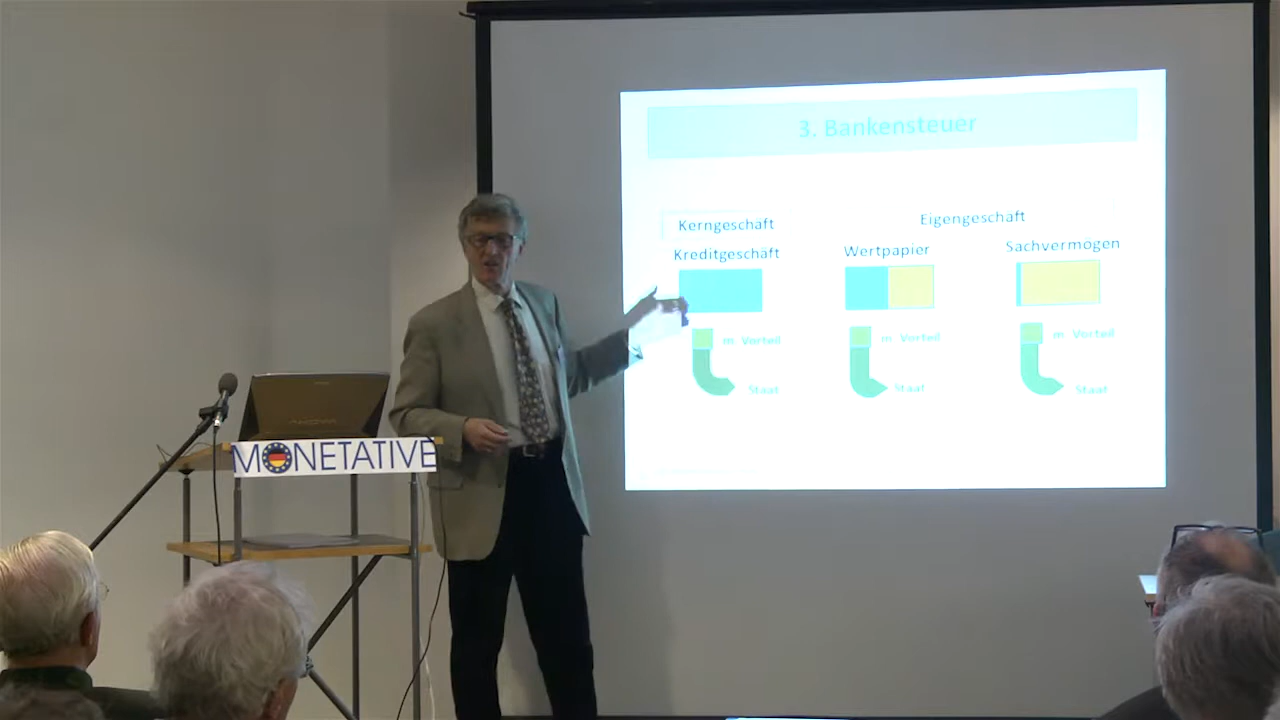 3. Bankensteuer
Kerngeschäft
Eigengeschäft
Kreditgeschäft
Wertpapier
Sachvermögen
m. Vorteil
m. Vorteil
m. Vorteil
Staat
Staat
Staat
MONETATIVE